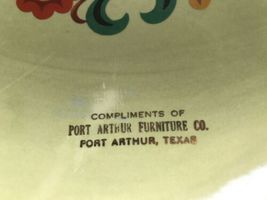 COMPLIMENTS OF
PORT ARTHUR FURNITURE CO.
PORT ARTHUR, TEXAS